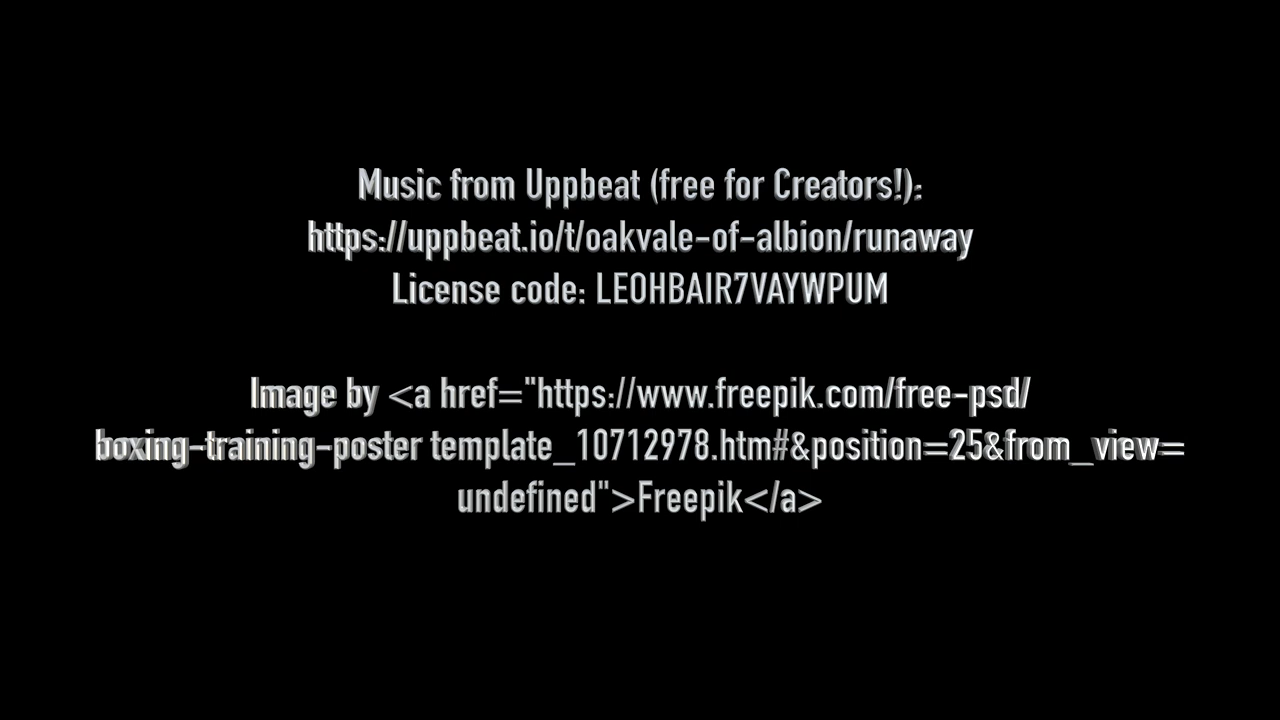 Music from Uppbeat (free for Creators!):
https://uppbeat.io/t/oakvale-of-albion/runaway
License code: LEOHBAIR7VAYWPUM
Image by <a href="https://www.freepik.com/free-psd/
boxing-training-poster template_10712978.htm#&position=25&from_view=
undefined">Freepik</a>